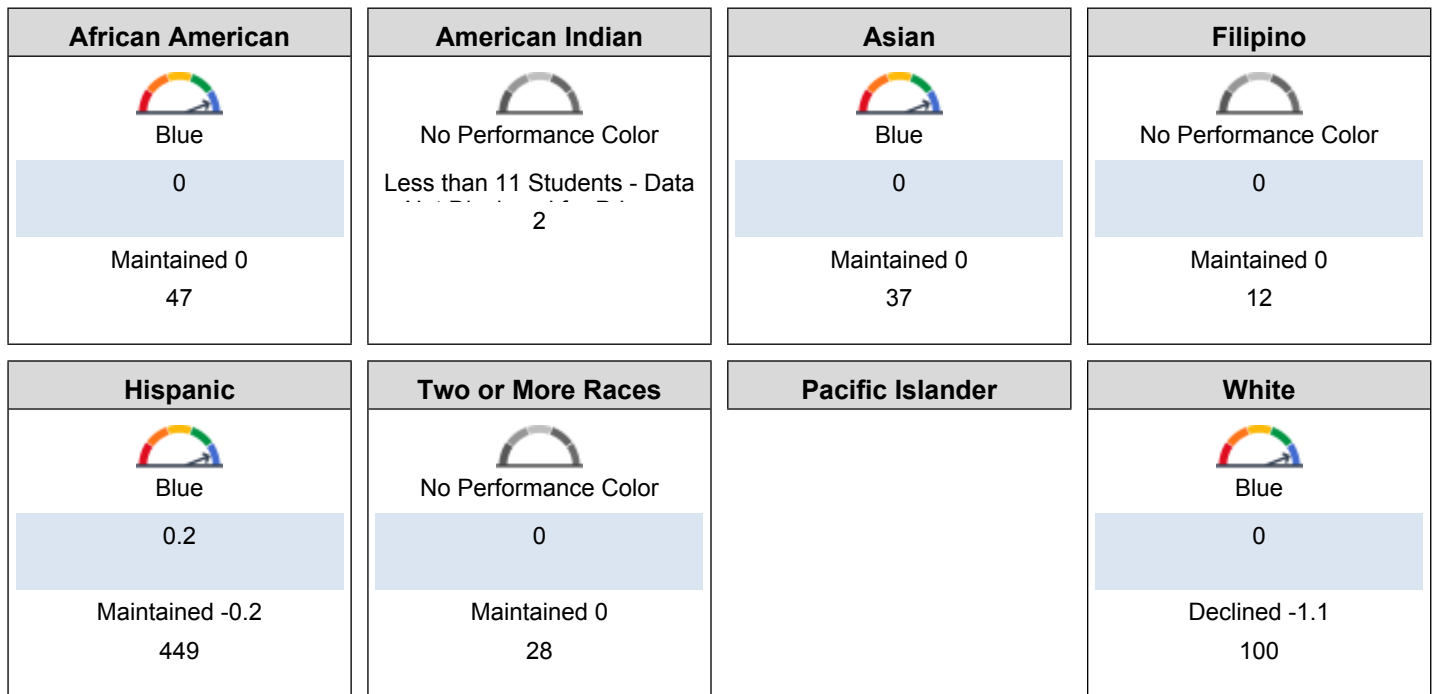 African American
Blue
0
Maintained 0
47
American Indian
No Performance Color
Less than 11 Students - Data
2
Asian
Blue
0
Maintained 0
37
Filipino
No Performance Color
0
Maintained 0
12
Hispanic
Blue
0.2
Maintained -0.2
449
Two or More Races
No Performance Color
0
Maintained 0
28
Pacific Islander
White
Blue
0
Declined -1.1
100